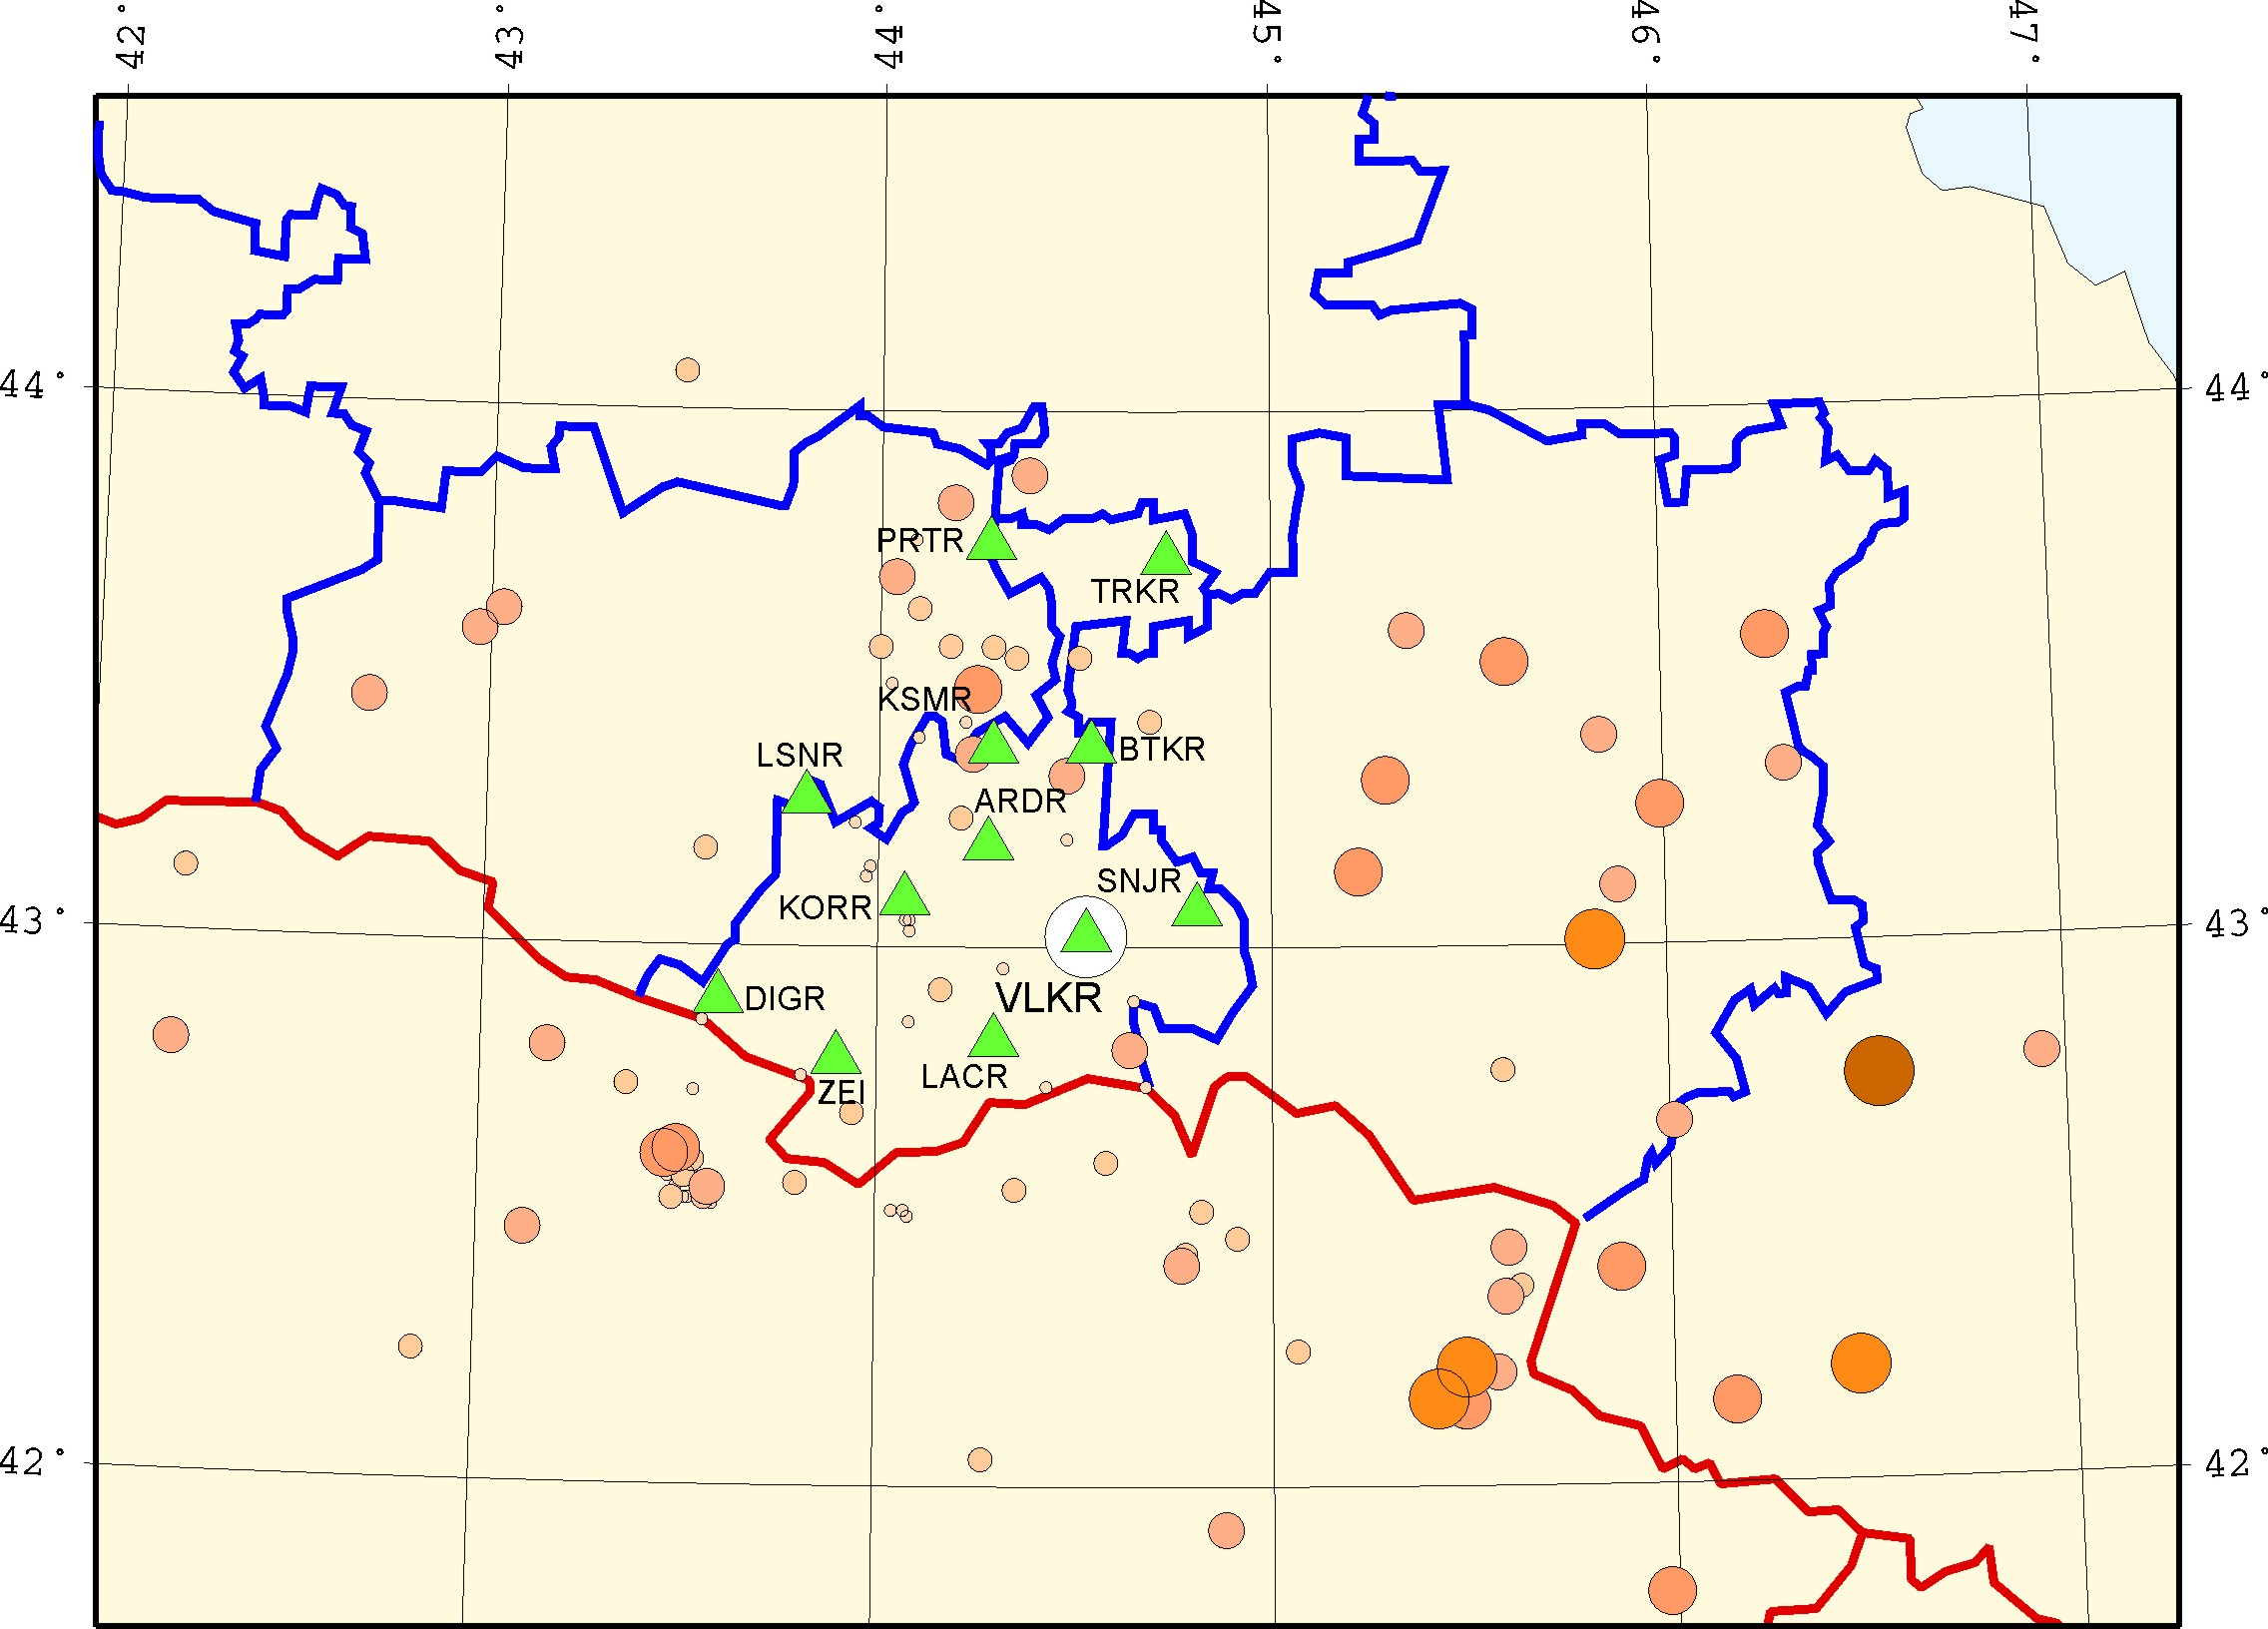 42°
43°
44°
45°
46°
47°
44°
44°
PRTR
TRKR
KSMR
LSNR
BTKR
ARDR
SNJR
KORR
43°
43°
VLKR
DIGR
LACR
ZEI
42°
42°